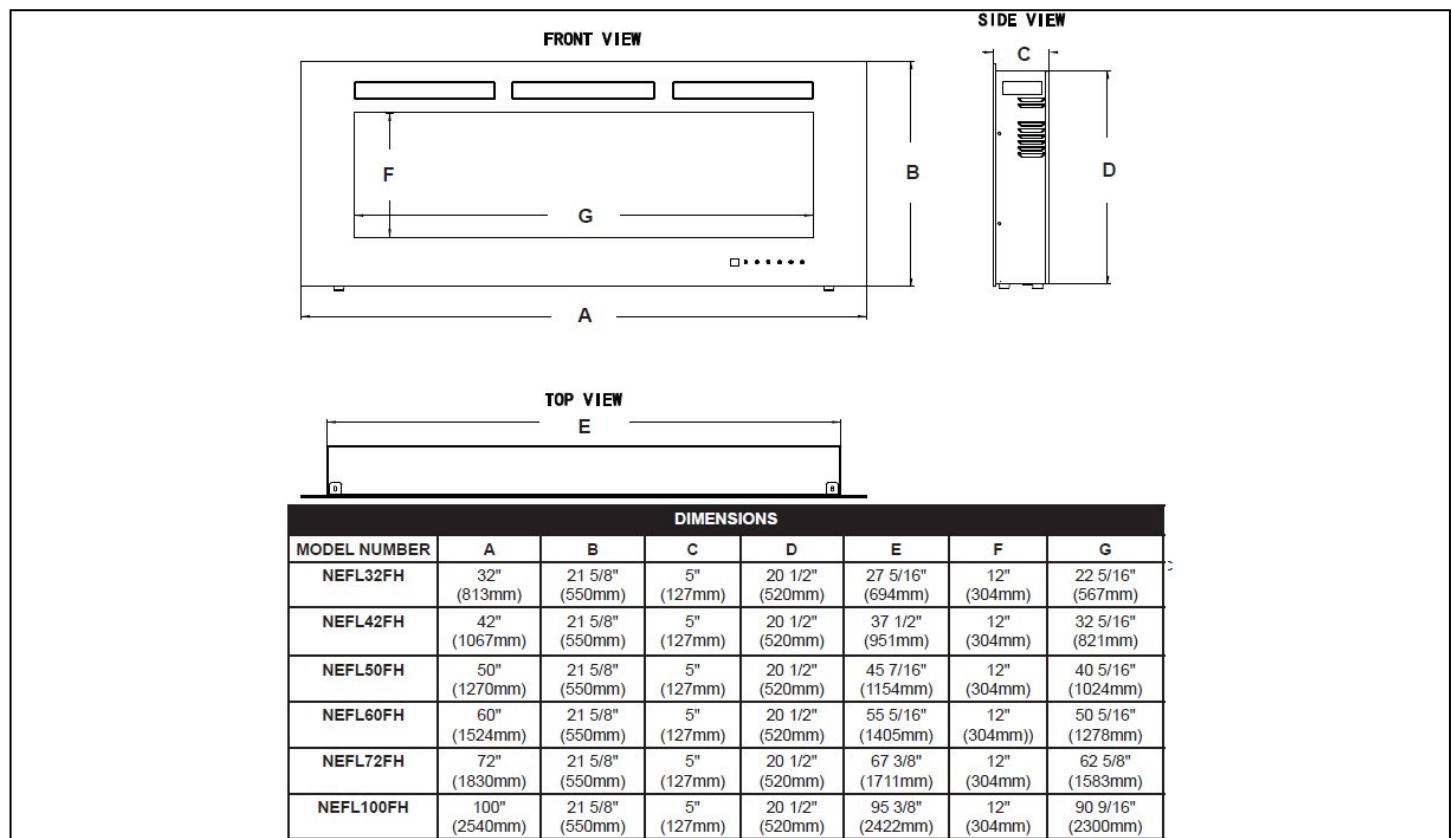 SIDE VIEW
FRONT VIEW
C
B
F
D
G
A
TOP VIEW
E
DIMENSIONS
MODEL NUMBER A B C D E F G
NEFL32FH 32" 21 5/8" 5" 20 1/2" 27 5/16" 12" 22 5/16"
(813mm) (550mm) (127mm) (520mm) (694mm) (304mm) (567mm)
NEFL42FH 42" 21 5/8" 5" 20 1/2" 37 1/2" 12" 32 5/16"
(1067mm) (550mm) (127mm) (520mm) (951mm) (304mm) (821mm)
NEFL50FH 50" 21 5/8" 5" 20 1/2" 45 7/16" 12" 40 5/16"
(1270mm) (550mm) (127mm) (520mm) (1154mm) (304mm) (1024mm)
NEFL60FH 60" 21 5/8" 5" 20 1/2" 55 5/16" 12" 50 5/16"
(1524mm) (550mm) (127mm) (520mm) (1405mm) (304mm)) (1278mm)
NEFL72FH 72" 21 5/8" 5" 20 1/2" 67 3/8" 12" 62 5/8"
(1830mm) (550mm) (127mm) (520mm) (1711mm) (304mm) (1583mm)
NEFL100FH 100" 21 5/8" 5" 20 1/2" 95 3/8" 12" 90 9/16"
(2540mm) (550mm) (127mm) (520mm) (2422mm) (304mm) (2300mm)